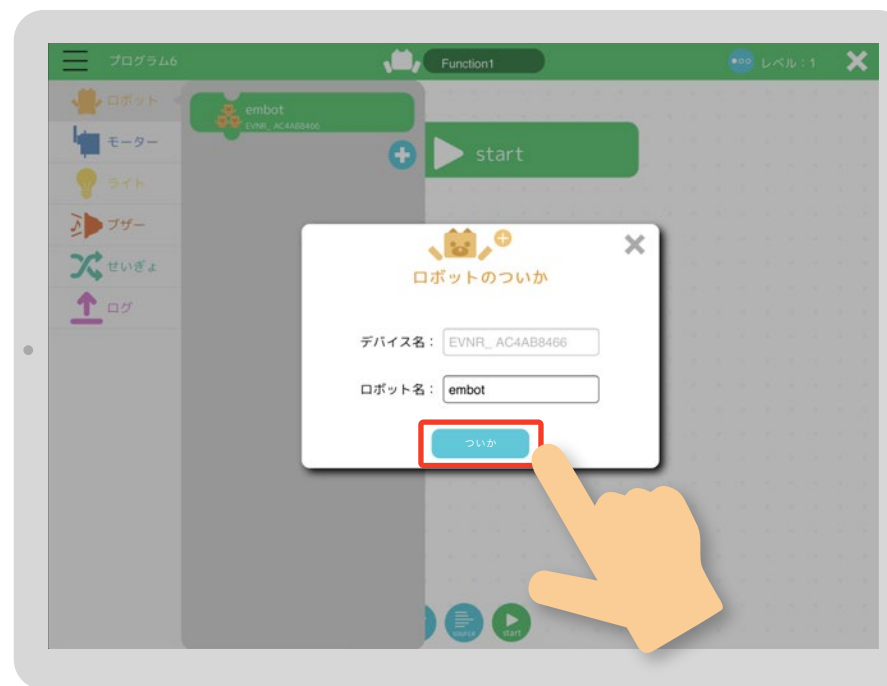 プログラム6
Function1
レベル：1
ロボット
embot
EVNR_ AC4AB8466
モーター
start
ライト
ブザー
せいぎょ
ログ
ロボットのついか
デバイス名：
EVNR_ AC4AB8466
ロボット名：
embot
ついか
source
start